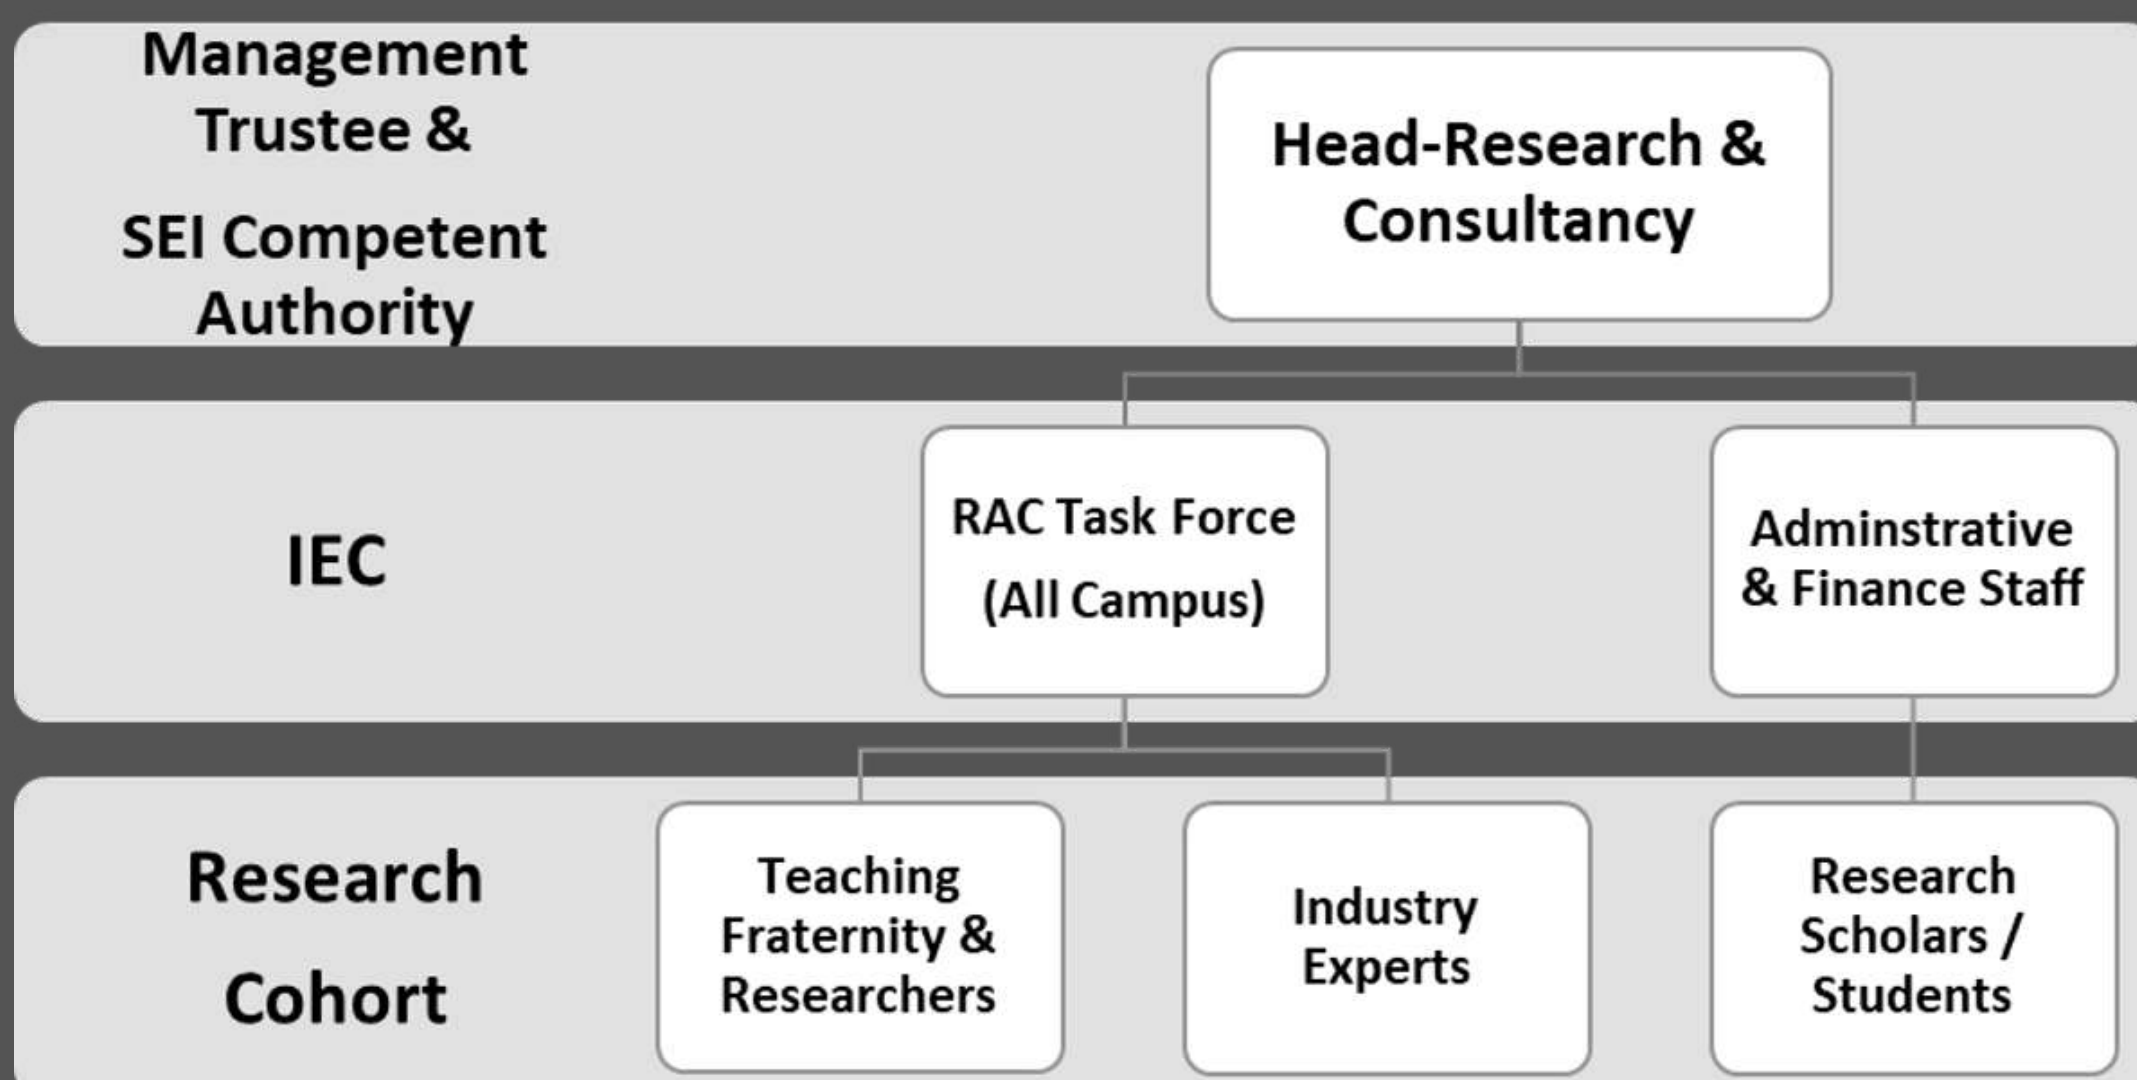 Management
Trustee &
SEI Competent
Authority
Head-Research &
Consultancy
IEC
RAC Task Force
(All Campus)
Adminstrative
& Finance Staff
Research
Cohort
Teaching
Fraternity &
Researchers
Industry
Experts
Research
Scholars /
Students